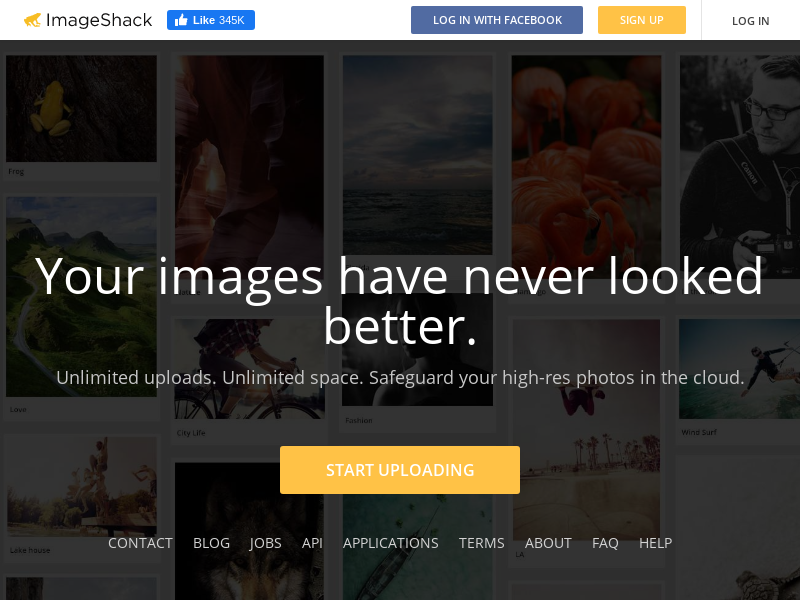 ImageShack
Like 345K
LOG IN WITH FACEBOOK
SIGN UP
LOG IN
Frog
Canon
Your images have never looked
better.
Unlimited uploads. Unlimited space. Safeguard your high-res photos in the cloud.
Lava
City Life
Fashion
Wind Surf
START UPLOADING
CONTACT BLOG JOBS API APPLICATIONS TERMS ABOUT FAQ HELP
Lake house
LA